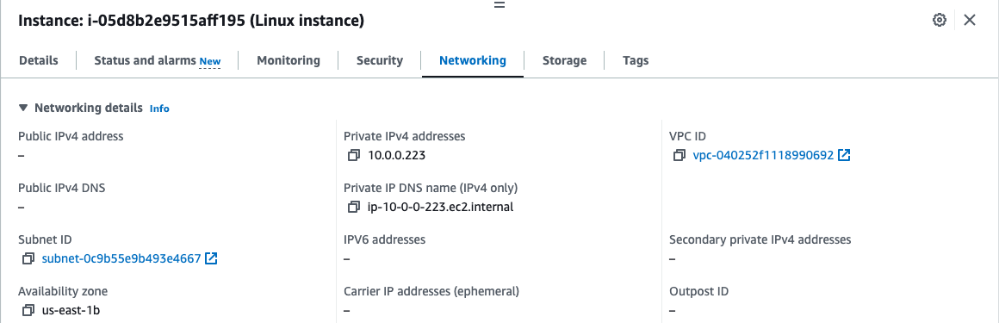 Instance: i-05d8b2e9515aff195 (Linux instance)
Details Status and alarms New Monitoring Security Networking Storage Tags
Networking details Info
Public IPv4 address Private IPv4 addresses VPC ID
– 10.0.0.223 vpc-040252f1118990692
Public IPv4 DNS Private IP DNS name (IPv4 only)
– ip-10-0-0-223.ec2.internal
Subnet ID IPV6 addresses Secondary private IPv4 addresses
subnet-0c9b55e9b493e4667 – –
Availability zone Carrier IP addresses (ephemeral) Outpost ID
us-east-1b – –